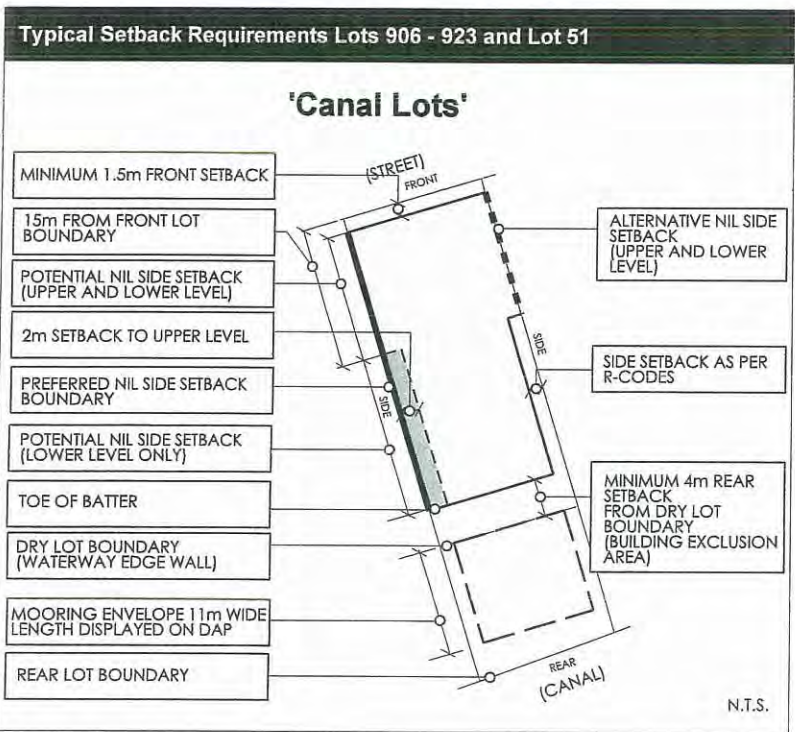 Typical Setback Requirements Lots 906 - 923 and Lot 51
'Canal Lots'
MINIMUM 1.5m FRONT SETBACK
15m FROM FRONT LOT
BOUNDARY
POTENTIAL NIL SIDE SETBACK
(UPPER AND LOWER LEVEL)
2m SETBACK TO UPPER LEVEL
PREFERRED NIL SIDE SETBACK
BOUNDARY
POTENTIAL NIL SIDE SETBACK
(LOWER LEVEL ONLY)
TOE OF BATTER
DRY LOT BOUNDARY
(WATERWAY EDGE WALL)
MOORING ENVELOPE 11m WIDE
LENGTH DISPLAYED ON DAP
REAR LOT BOUNDARY
(STREET)
FRONT
SIDE
SIDE
REAR
(CANAL)
ALTERNATIVE NIL SIDE
SETBACK
(UPPER AND LOWER
LEVEL)
SIDE SETBACK AS PER
R-CODES
MINIMUM 4m REAR
SETBACK
FROM DRY LOT
BOUNDARY
(BUILDING EXCLUSION
AREA)
N.T.S.